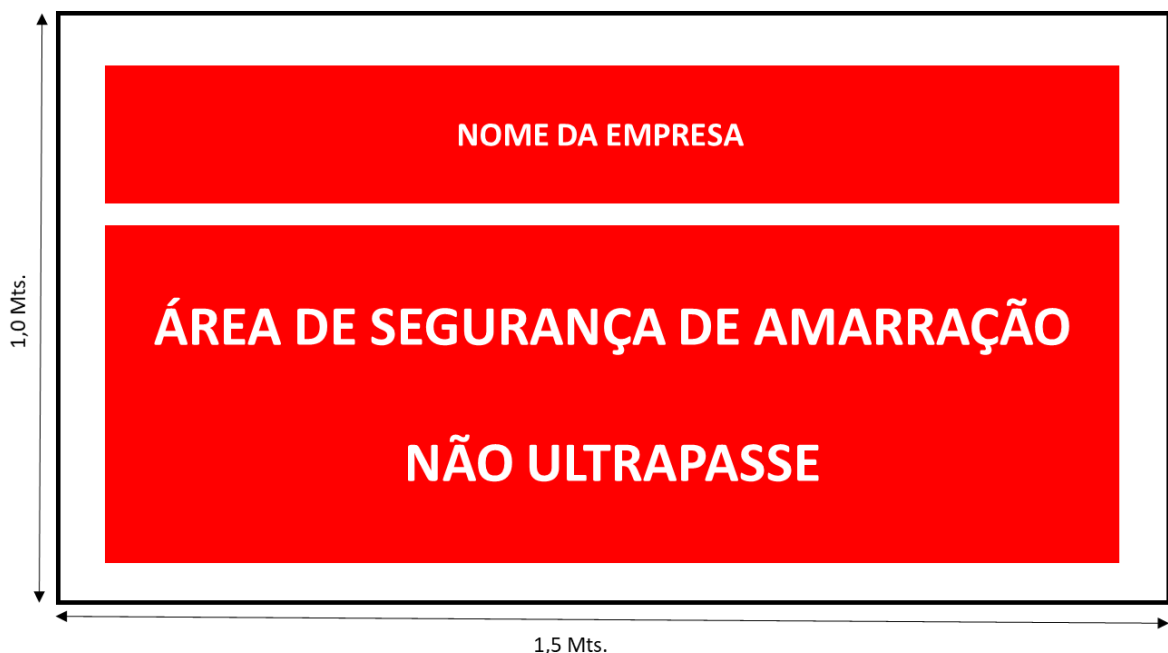 NOME DA EMPRESA
ÁREA DE SEGURANÇA DE AMARRAÇÃO
NÃO ULTRAPASSE
1,0 Mts.
1,5 Mts.